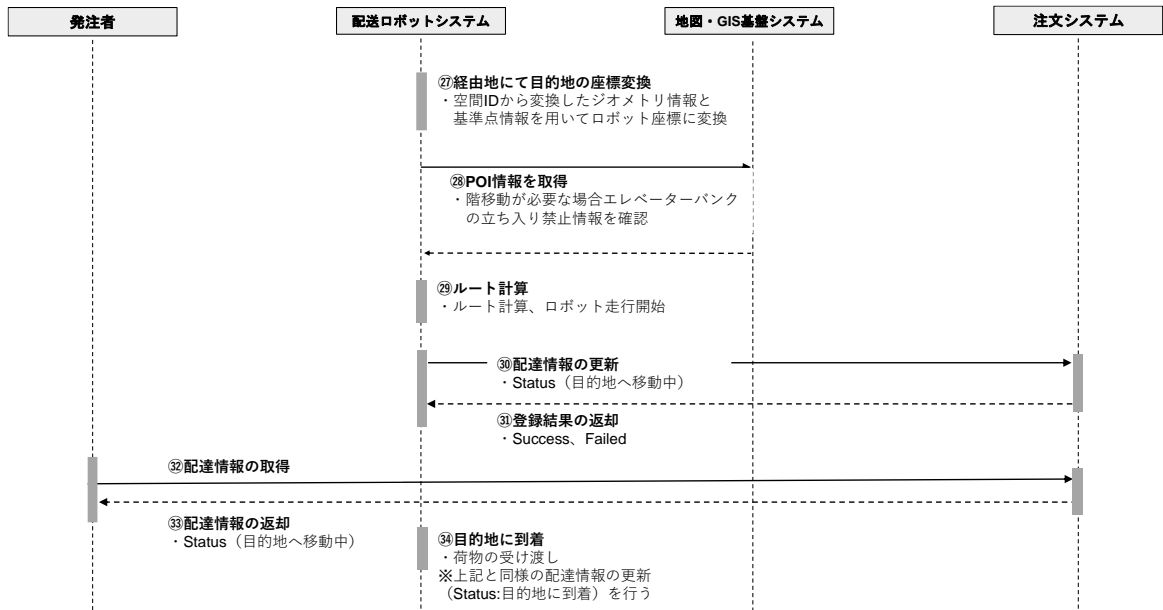 発注者
配送ロボットシステム
地図・GIS基盤システム
注文システム
㉗経由地にて目的地の座標変換
・空間IDから変換したジオメトリ情報と
基準点情報を用いてロボット座標に変換
㉘POI情報を取得
・階移動が必要な場合エレベーターバンク
の立ち入り禁止情報を確認
㉙ルート計算
・ルート計算、ロボット走行開始
㉚配達情報の更新
・Status（目的地へ移動中）
㉛登録結果の返却
・Success、Failed
㉜配達情報の取得
㉝配達情報の返却
・Status（目的地へ移動中）
㉞目的地に到着
・荷物の受け渡し
※上記と同様の配達情報の更新
（Status:目的地に到着）を行う